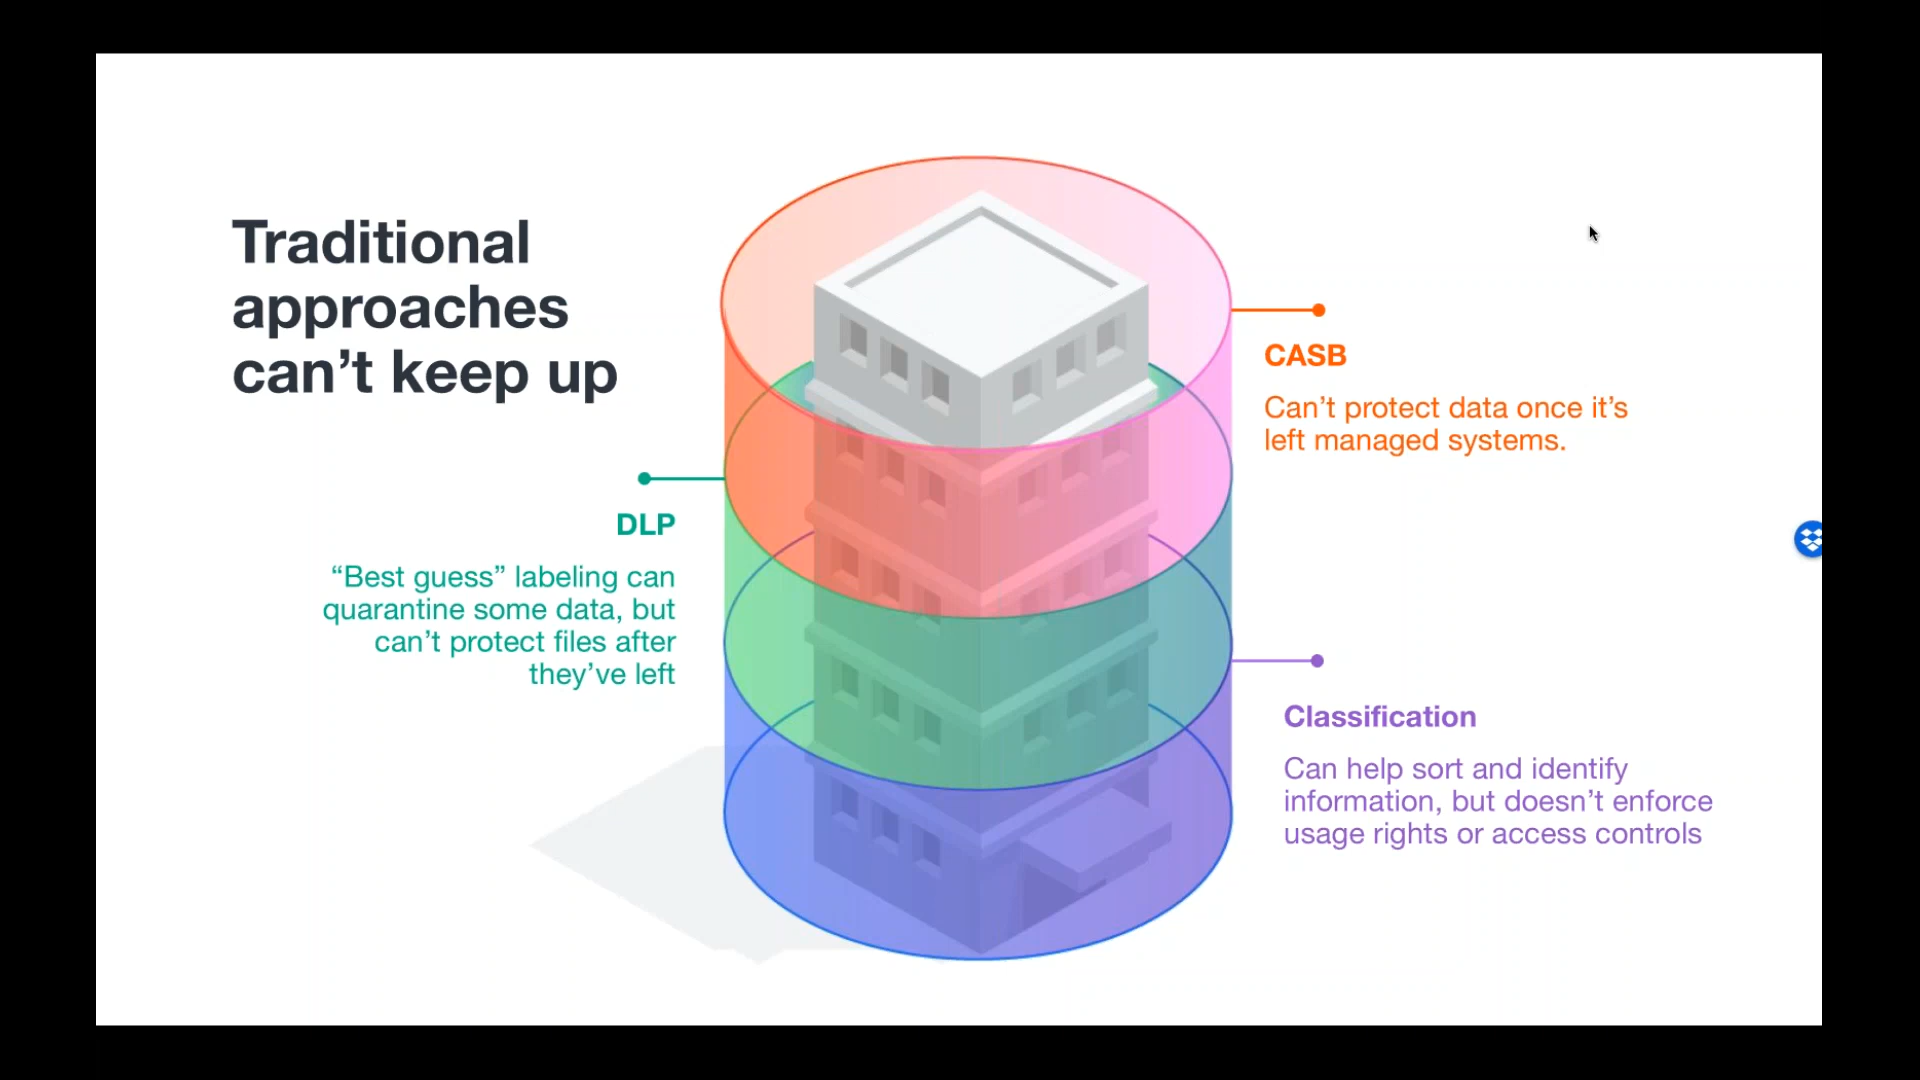 Traditional
approaches
can’t keep up
CASB
Can’t protect data once it’s
left managed systems.
DLP
“Best guess” labeling can
quarantine some data, but
can’t protect files after
they’ve left
Classification
Can help sort and identify
information, but doesn’t enforce
usage rights or access controls